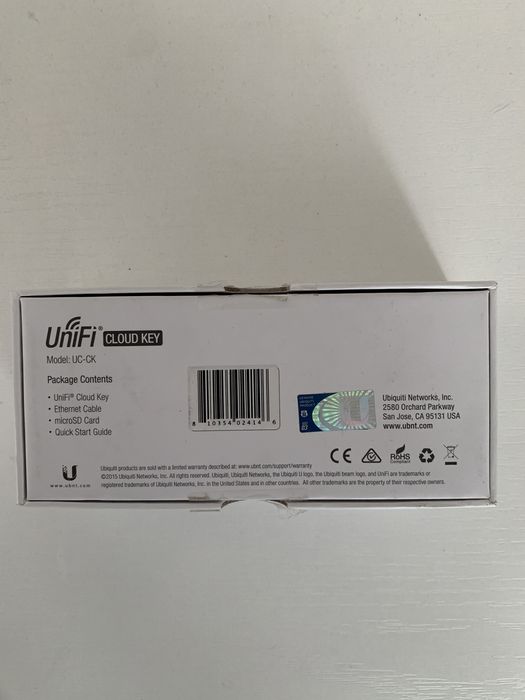 UniFi® CLOUD KEY
Model: UC-CK
Package Contents
• UniFi® Cloud Key
• Ethernet Cable
• microSD Card
• Quick Start Guide
8 10354 02414 6
Ubiquiti Networks, Inc.
2580 Orchard Parkway
San Jose, CA 95131 USA
www.ubnt.com
CE
RoHS
Compliant
U
www.ubnt.com
Ubiquiti products are sold with a limited warranty described at: www.ubnt.com/support/warranty
©2015 Ubiquiti Networks, Inc. All rights reserved. Ubiquiti, Ubiquiti Networks, the Ubiquiti U logo, the Ubiquiti beam logo, and UniFi are trademarks or
registered trademarks of Ubiquiti Networks, Inc. in the United States and in other countries. All other trademarks are the property of their respective owners.